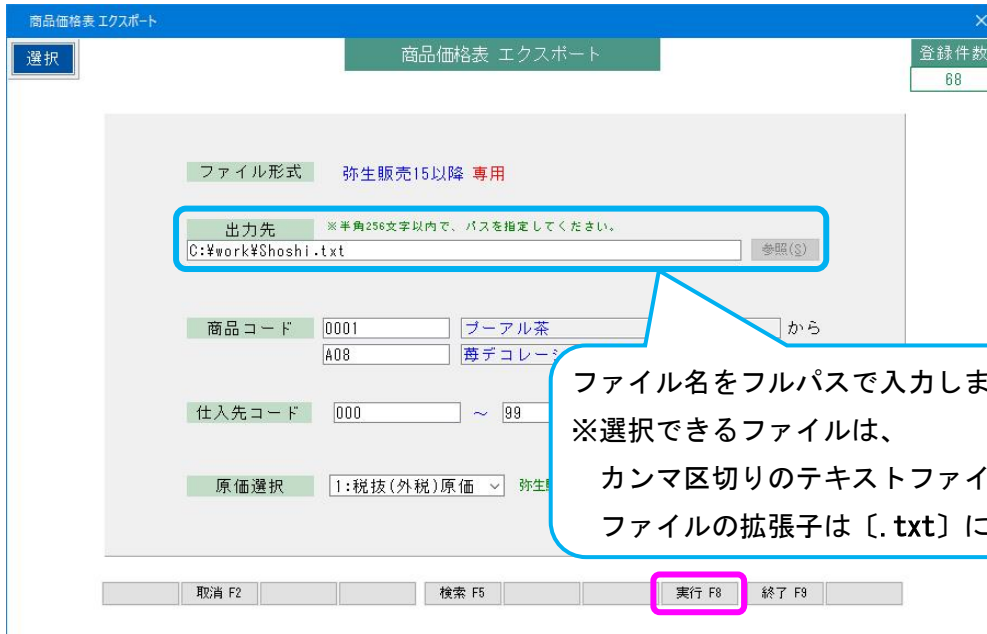 商品価格表 エクスポート
選択
商品価格表 エクスポート
登録件数
68
ファイル形式 弥生販売15以降 専用
出力先 ※半角256文字以内で、パスを指定してください。
C:¥work¥Shoshi.txt 参照(S)
商品コード 0001 プーアル茶 から
A08 苺デコレーシ
ファイル名をフルパスで入力しま
※選択できるファイルは、
仕入先コード 000 ～ 99
カンマ区切りのテキストファイ
原価選択 1:税抜(外税)原価 弥生
ファイルの拡張子は〔.txt〕に
取消 F2 検索 F5 実行 F8 終了 F9